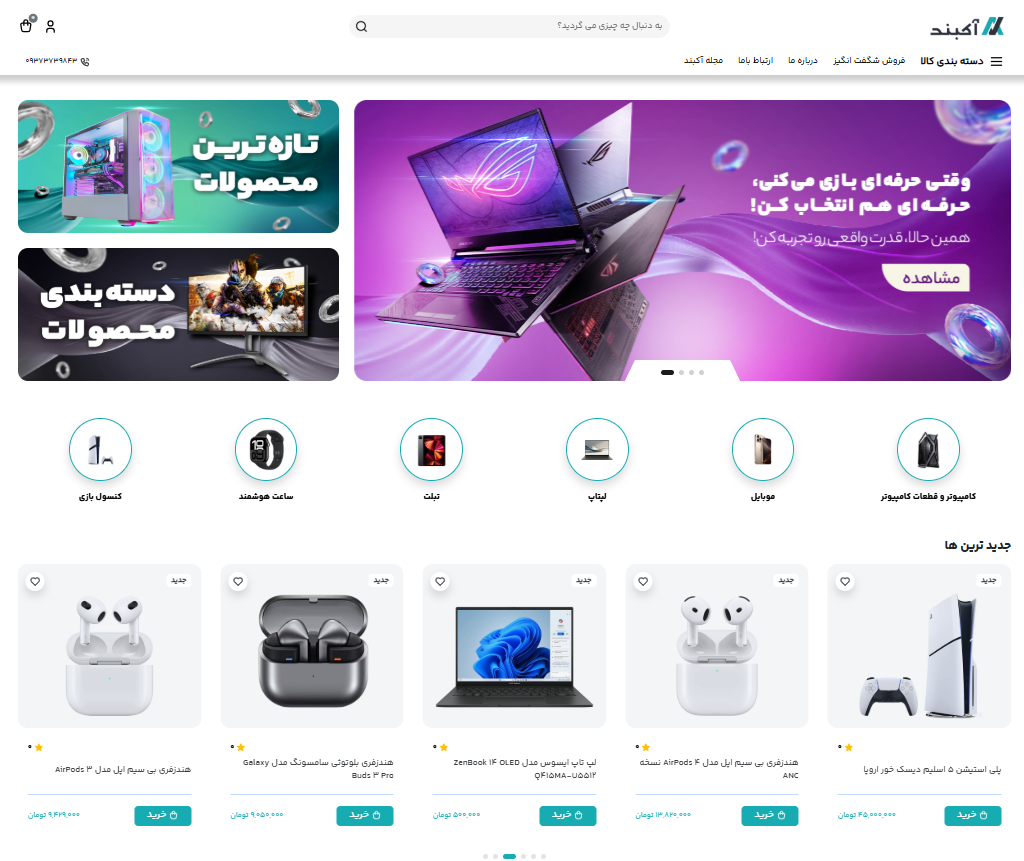 آکبند
به دنبال چه چیزی می گردید؟
۰
دسته بندی کالا
فروش شگفت انگیز
درباره ما
ارتباط باما
مجله آکبند
۰۹۳۷۳۷۳۹۸۴۳
وقتی حرفه‌ای بازی می‌کنی،
حرفه ای هم انتخاب کن!
همین حالا، قدرت واقعی رو تجربه کن!
مشاهده
تازه‌ترین
محصولات
دسته بندی
محصولات
کامپیوتر و قطعات کامپیوتر
موبایل
لپتاپ
تبلت
ساعت هوشمند
کنسول بازی
جدید ترین ها
جدید
جدید
جدید
جدید
جدید
۰
۰
۰
۰
۰
پلی استیشن ۵ اسلیم دیسک خور اروپا
هندزفری بی سیم اپل مدل AirPods ۴ نسخه
ANC
لپ تاپ ایسوس مدل ZenBook ۱۴ OLED
Q۴۱۵MA-U۵۵۱۲
هندزفری بلوتوثی سامسونگ مدل Galaxy
Buds ۳ Pro
هندزفری بی سیم اپل مدل AirPods ۳
خرید
۴۵,۰۰۰,۰۰۰ تومان
خرید
۱۳,۸۲۰,۰۰۰ تومان
خرید
۵۰۰,۰۰۰ تومان
خرید
۹,۰۵۰,۰۰۰ تومان
خرید
۹,۴۲۹,۰۰۰ تومان